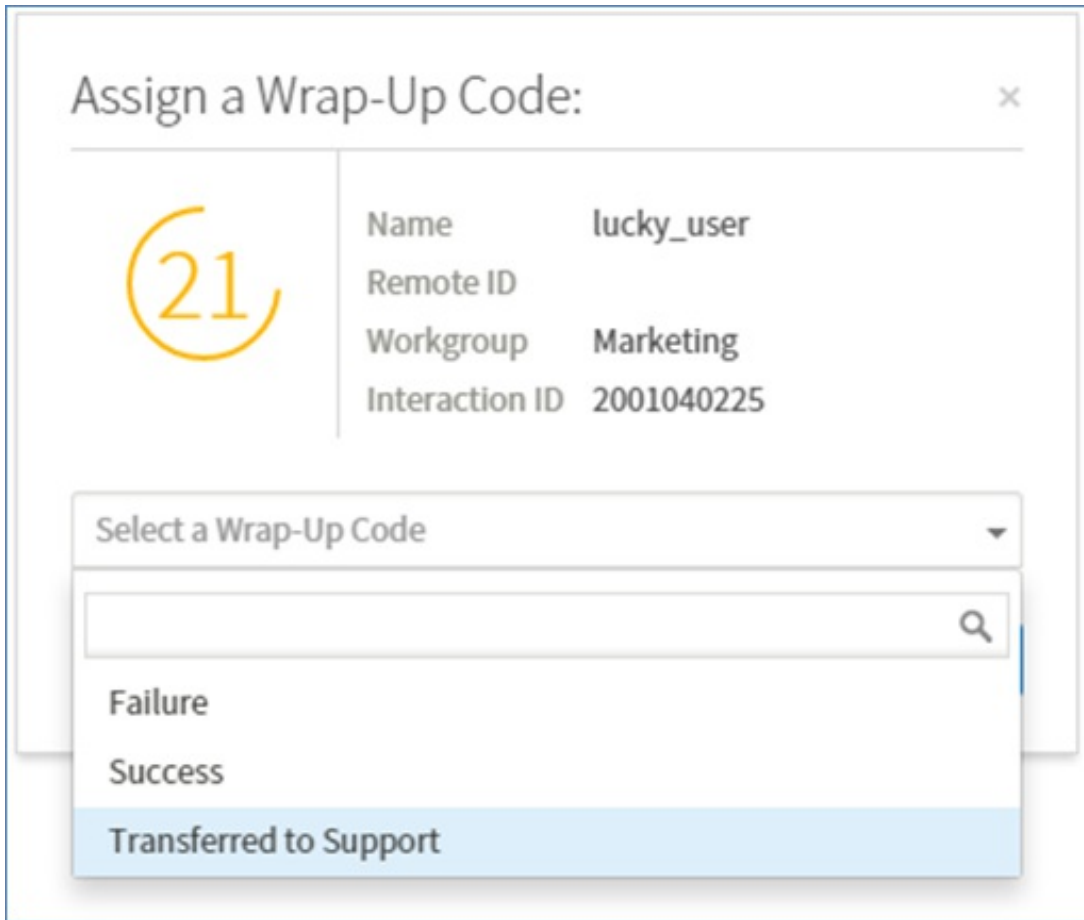 Assign a Wrap-Up Code:
×
21
Name lucky_user
Remote ID
Workgroup Marketing
Interaction ID 2001040225
Select a Wrap-Up Code
Failure
Success
Transferred to Support